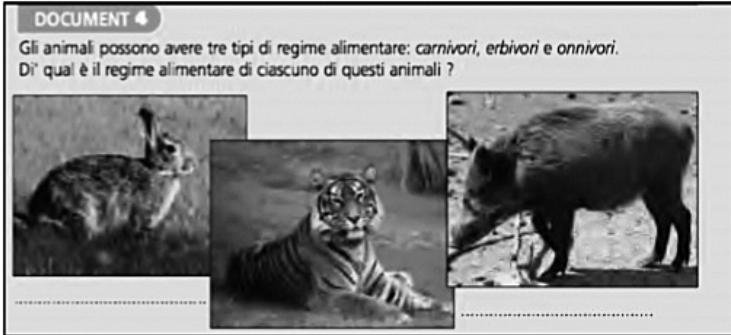 DOCUMENT 4
Gli animali possono avere tre tipi di regime alimentare: carnivori, erbivori e onnivori.
Di' qual è il regime alimentare di ciascuno di questi animali ?